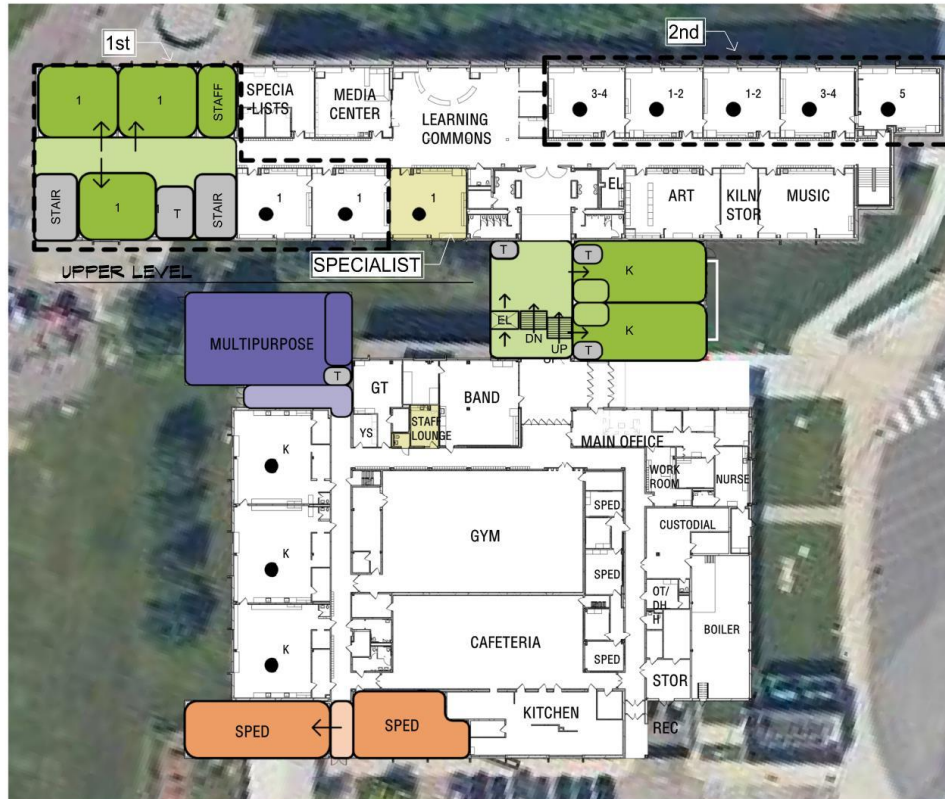 1st
2nd
1
1
STAFF
SPECIA
-LISTS
MEDIA
CENTER
LEARNING
COMMONS
3-4
1-2
1-2
3-4
5
STAIR
1
T
STAIR
1
1
1
EL
ART
KILN/
STOR
MUSIC
SPECIALIST
UPPER LEVEL
T
T
K
EL
DN
UP
K
T
MULTIPURPOSE
T
GT
BAND
YS
STAFF
LOUNGE
MAIN OFFICE
WORK
ROOM
NURSE
K
GYM
SPED
CUSTODIAL
K
SPED
OT/
DH
H
BOILER
K
CAFETERIA
SPED
STOR
SPED
SPED
KITCHEN
REC